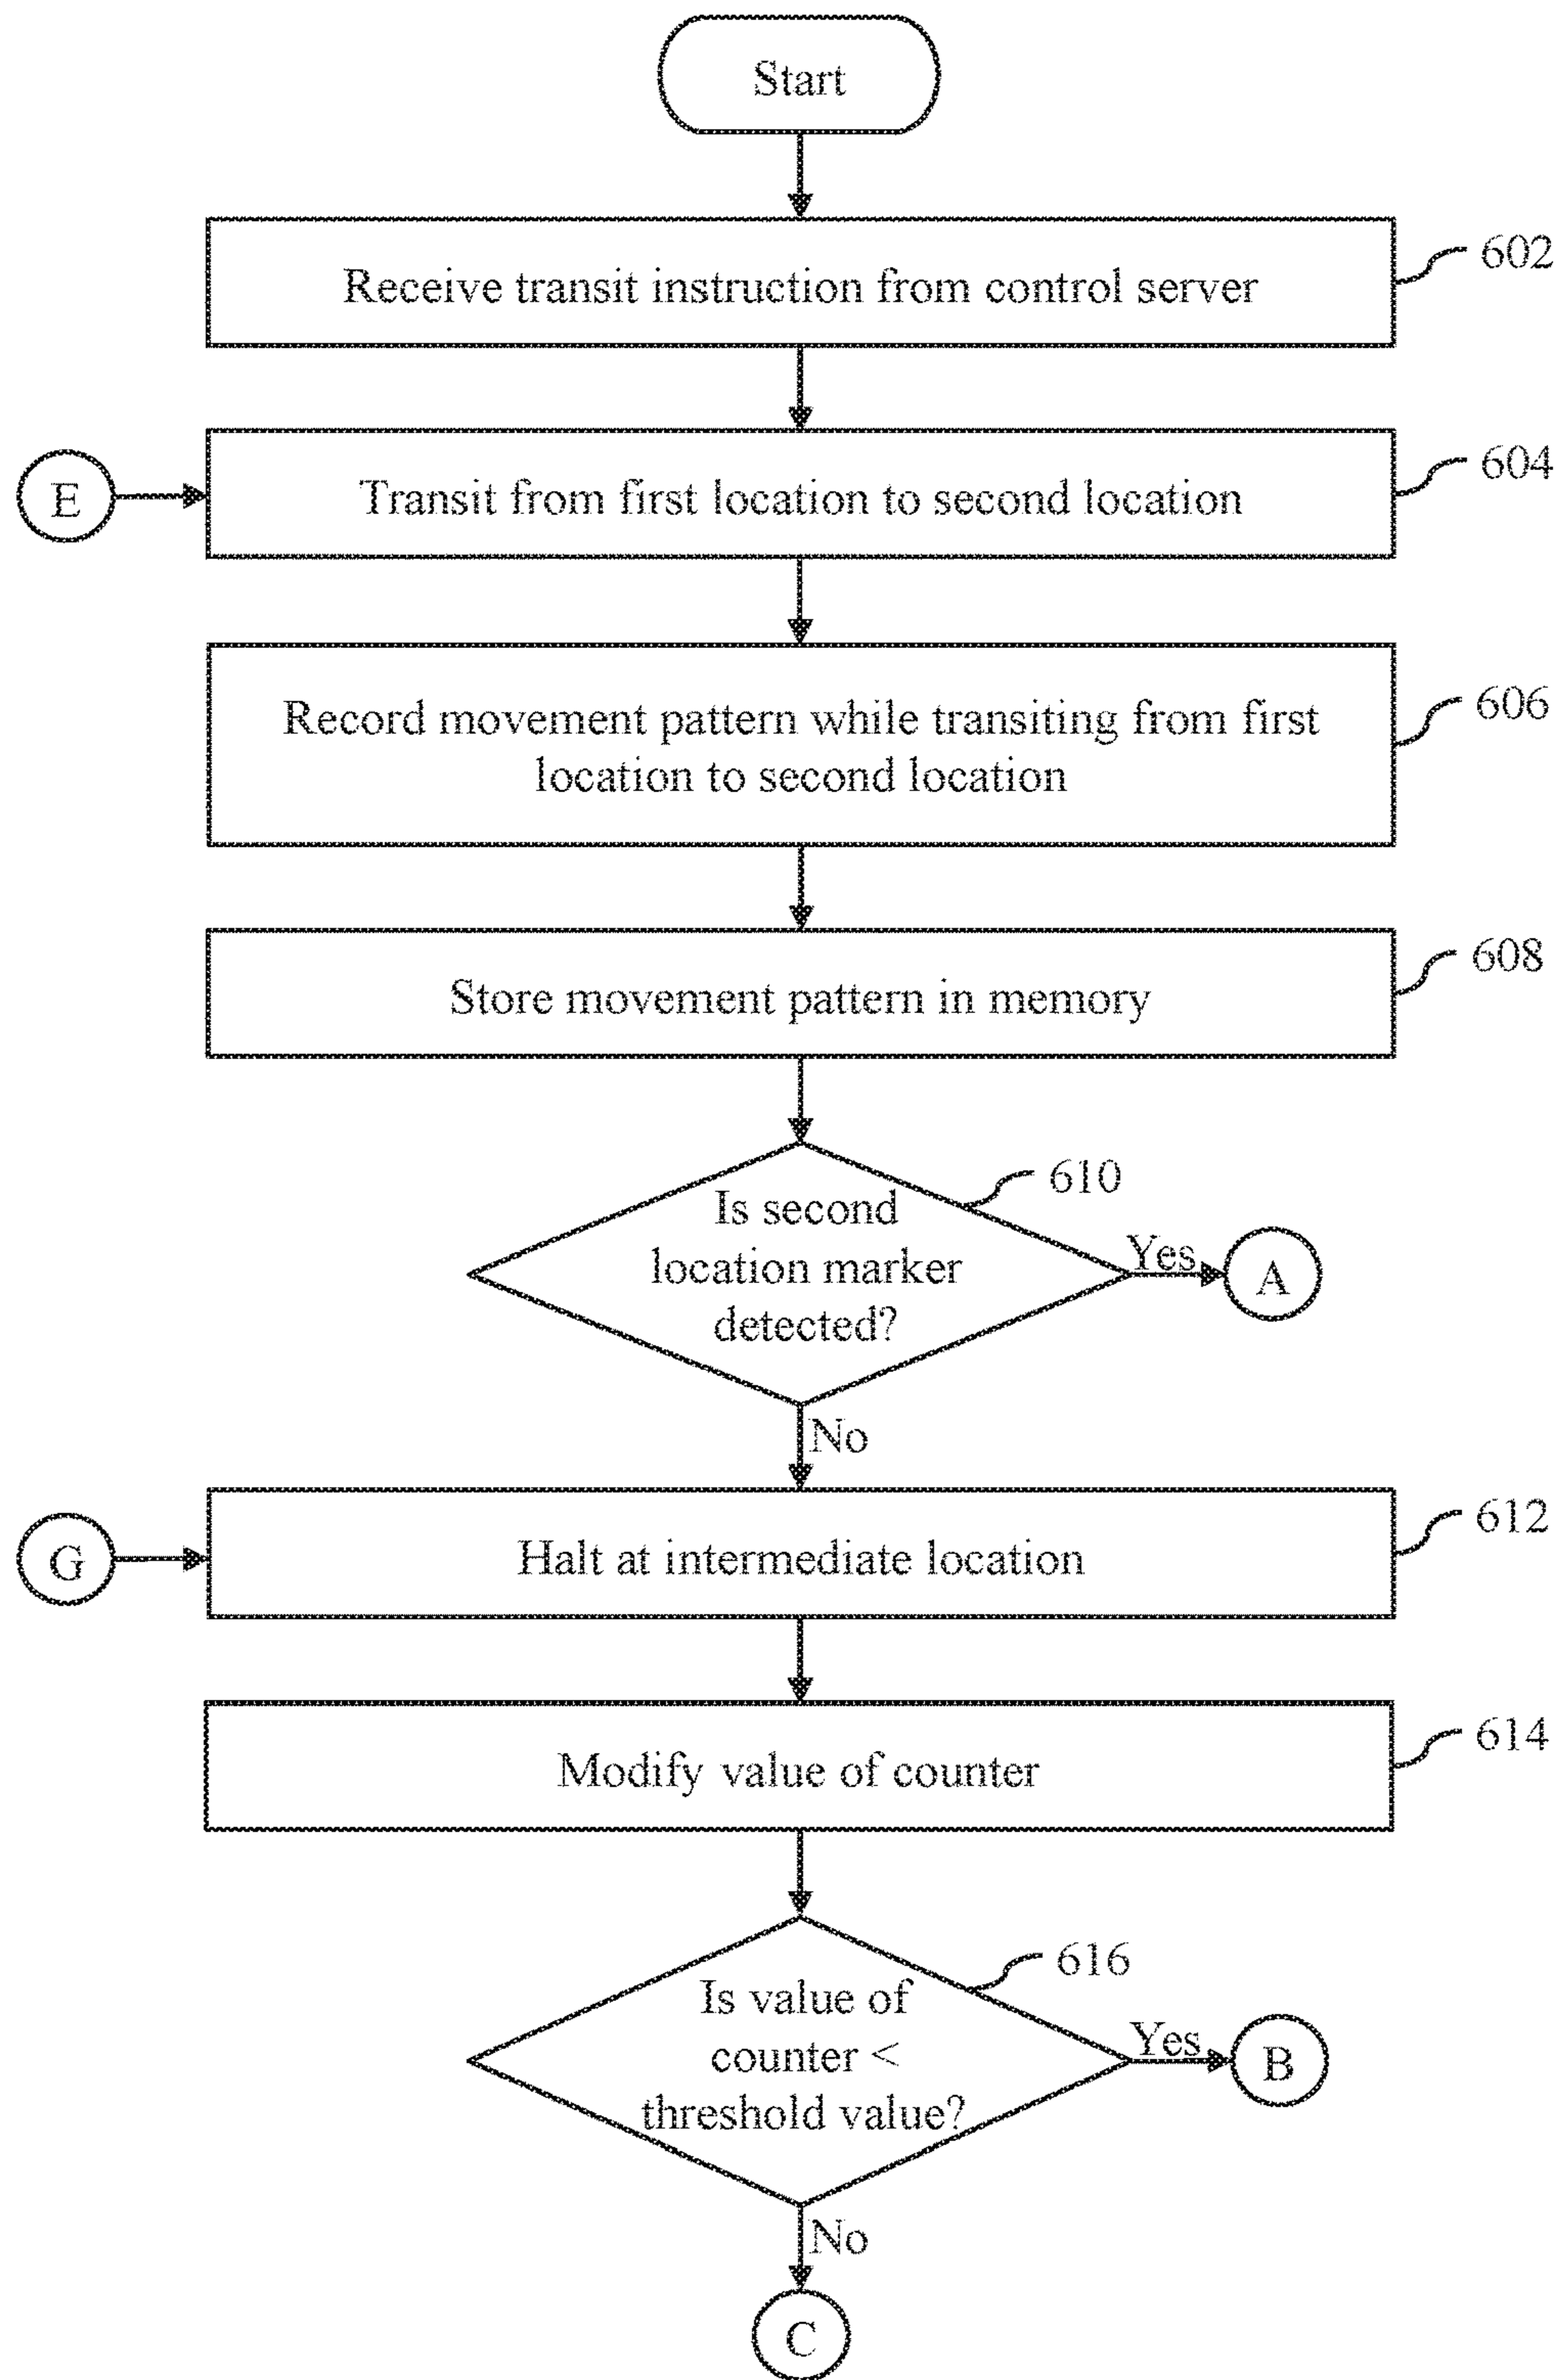 Start
Receive transit instruction from control server
602
E
Transit from first location to second location
604
Record movement pattern while transiting from first
location to second location
606
Store movement pattern in memory
608
Is second
location marker
detected?
610
Yes
A
No
G
Halt at intermediate location
612
Modify value of counter
614
Is value of
counter <
threshold value?
616
Yes
B
No
C